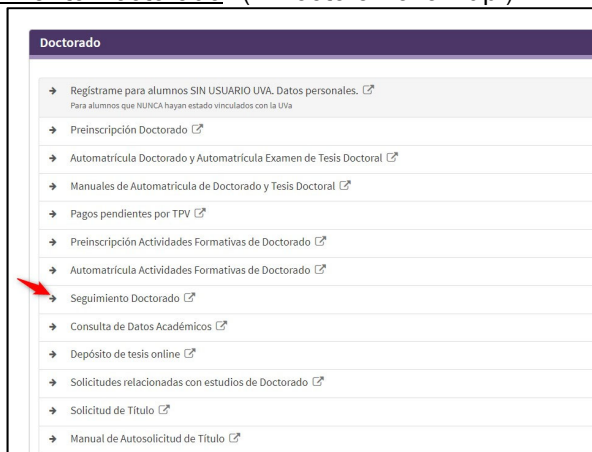 Doctorado
Regístrame para alumnos SIN USUARIO UVA. Datos personales.
Para alumnos que NUNCA hayan estado vinculados con la UVa
Preinscripción Doctorado
Automatrícula Doctorado y Automatrícula Examen de Tesis Doctoral
Manuales de Automatricula de Doctorado y Tesis Doctoral
Pagos pendientes por TPV
Preinscripción Actividades Formativas de Doctorado
Automatrícula Actividades Formativas de Doctorado
Seguimiento Doctorado
Consulta de Datos Académicos
Depósito de tesis online
Solicitudes relacionadas con estudios de Doctorado
Solicitud de Título
Manual de Autosolicitud de Título